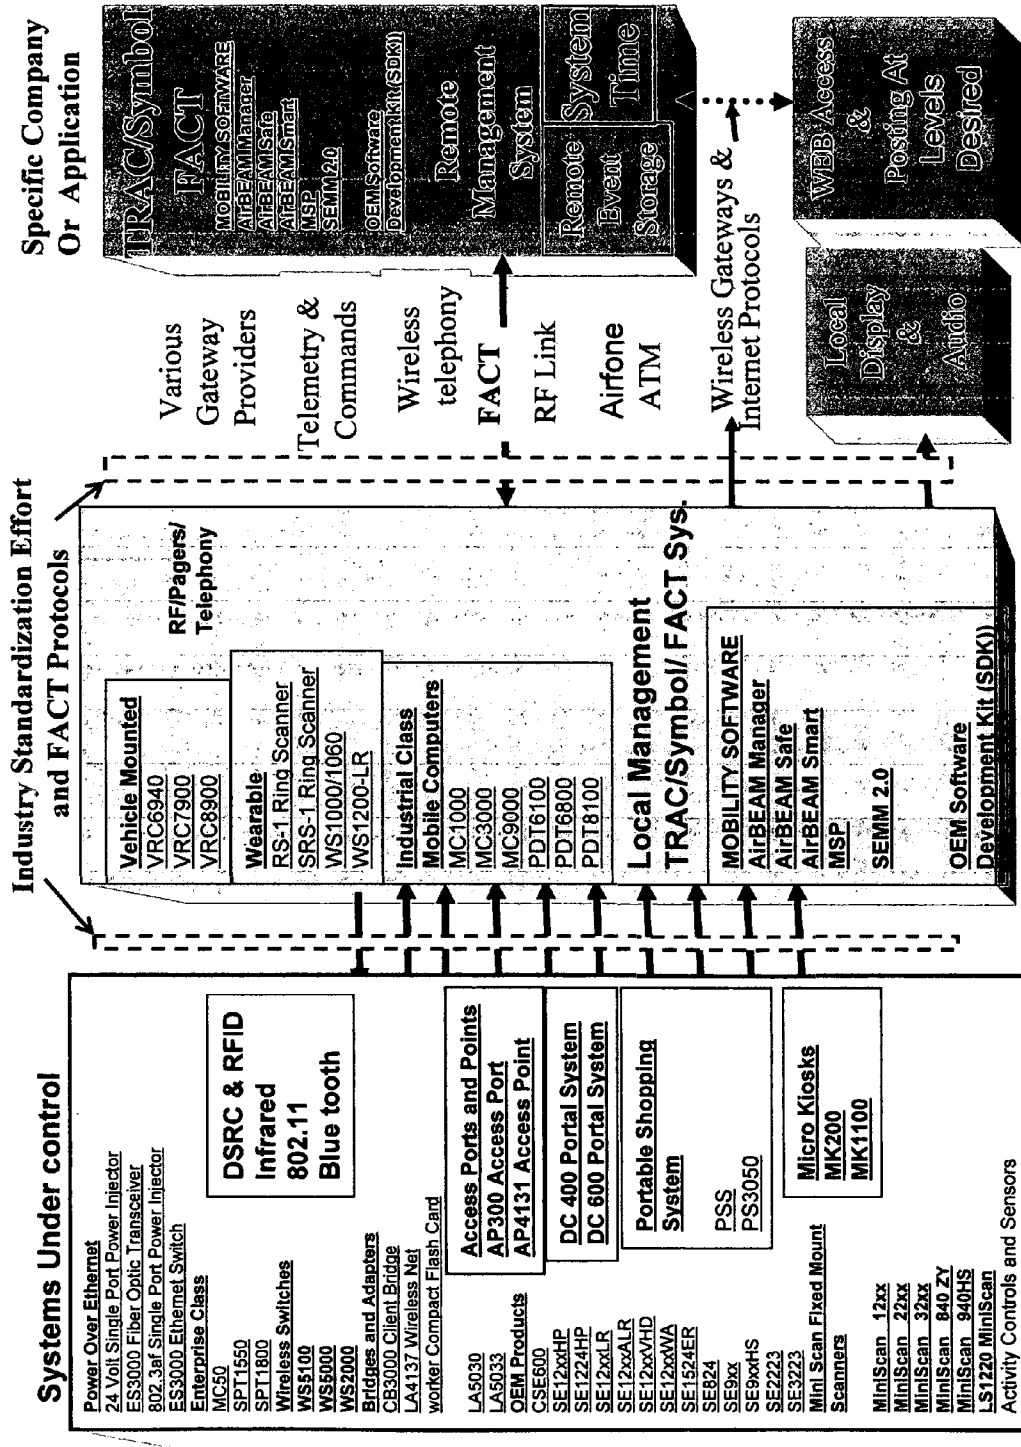 Industry Standardization Effort
and FACT Protocols
Specific Company
Or Application
Systems Under control
Power Over Ethernet
24 Volt Single Port Power Injector
ES3000 Fiber Optic Transceiver
802.3af Single Port Power Injector
ES3000 Ethernet Switch
Enterprise Class
MC50
SPT1550
SPT1800
Wireless Switches
WS5100
WS5000
WS2000
Bridges and Adapters
CB3000 Client Bridge
LA4137 Wireless Net
worker Compact Flash Card
LA5030
LA5033
OEM Products
CSE600
SE12xxHP
SE1224HP
SE12xxLR
SE12xxALR
SE12xxVHD
SE12xxWA
SE1524ER
SE824
SE9xx
SE9xxHS
SE2223
SE3223
Mini Scan Fixed Mount
Scanners
MiniScan 12xx
MiniScan 22xx
MiniScan 32xx
MiniScan 840 ZY
MiniScan 940HS
LS1220 MiniScan
Activity Controls and Sensors
DSRC & RFID
Infrared
802.11
Blue tooth
Access Ports and Points
AP300 Access Port
AP4131 Access Point
DC 400 Portal System
DC 600 Portal System
Portable Shopping
System
PSS
PS3050
Micro Kiosks
MK200
MK1100
RF/Pagers/
Telephony
Vehicle Mounted
VRC6940
VRC7900
VRC8900
Wearable
RS-1 Ring Scanner
SRS-1 Ring Scanner
WS1000/1060
WS1200-LR
Industrial Class
Mobile Computers
MC1000
MC3000
MC9000
PDT6100
PDT6800
PDT8100
Local Management
TRAC/Symbol/ FACT Sys.
MOBILITY SOFTWARE
AirBEAM Manager
AirBEAM Safe
AirBEAM Smart
MSP
SEMM 2.0
OEM Software
Development Kit (SDK))
Various
Gateway
Providers
Telemetry &
Commands
Wireless
telephony
FACT
RF Link
Airfone
ATM
Wireless Gateways &
Internet Protocols
TRAC/Symbol
FACT
MOBILITY SOFTWARE
AirBEAM Manager
AirBEAM Safe
AirBEAM Smart
MSP
SEMM 2.0
OEM Software
Development Kit (SDK))
Remote
Management
System
Remote
Event
Storage
System
Time
Local
Display
&
Audio
WEB Access
&
Posting At
Levels
Desired